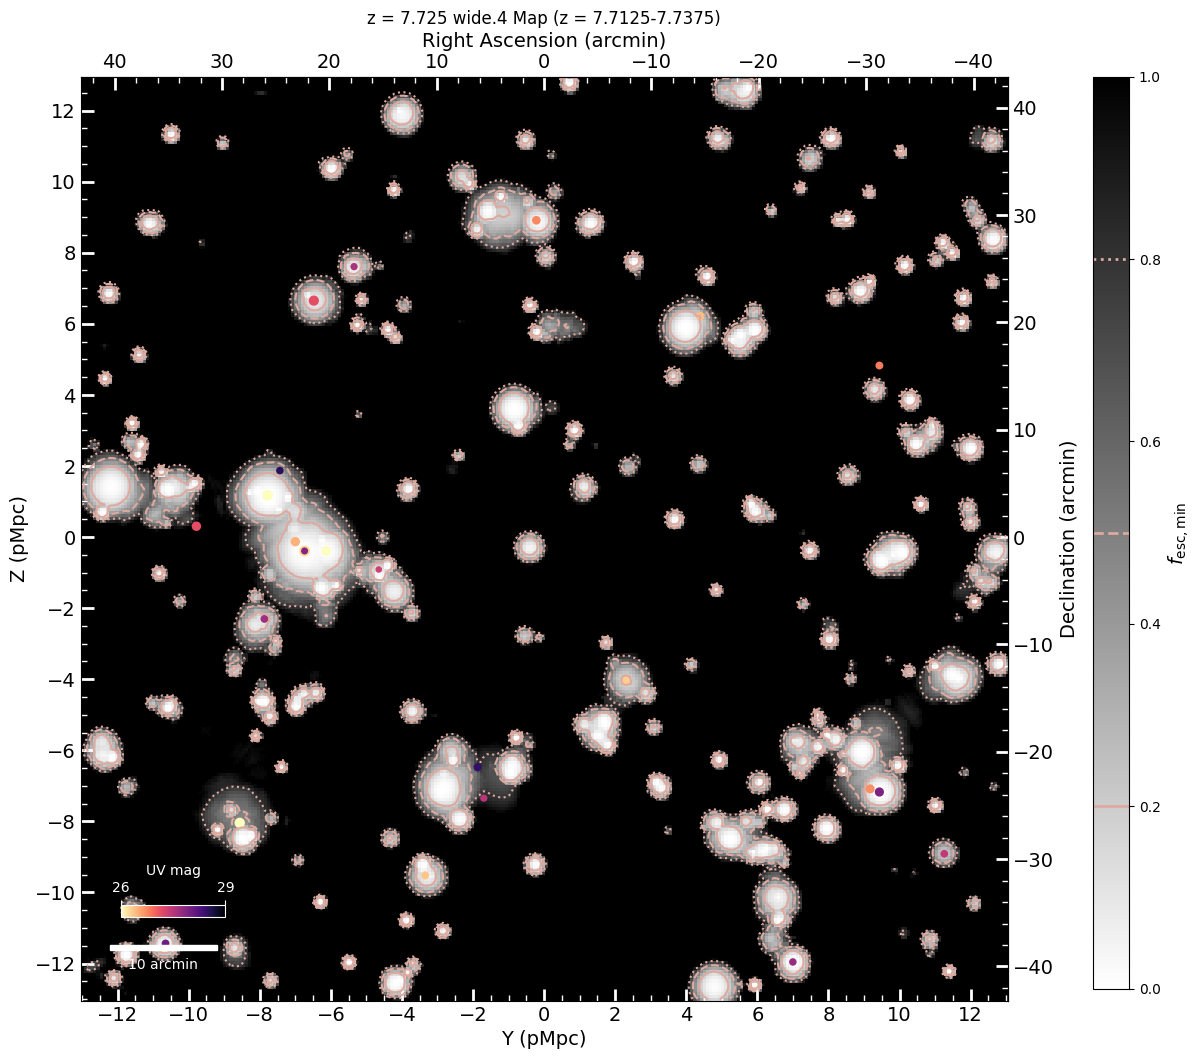 z = 7.725 wide.4 Map (z = 7.7125-7.7375)
Right Ascension (arcmin)
40 30 20 10 0 −10 −20 −30 −40
12 10 8 6 4 2 0 −2 −4 −6 −8 −10 −12
Z (pMpc)
UV mag
26 29
10 arcmin
−12 −10 −8 −6 −4 −2 0 2 4 6 8 10 12
Y (pMpc)
40 30 20 10 0 −10 −20 −30 −40
Declination (arcmin)
1.0 0.8 0.6 0.4 0.2 0.0
fesc, min